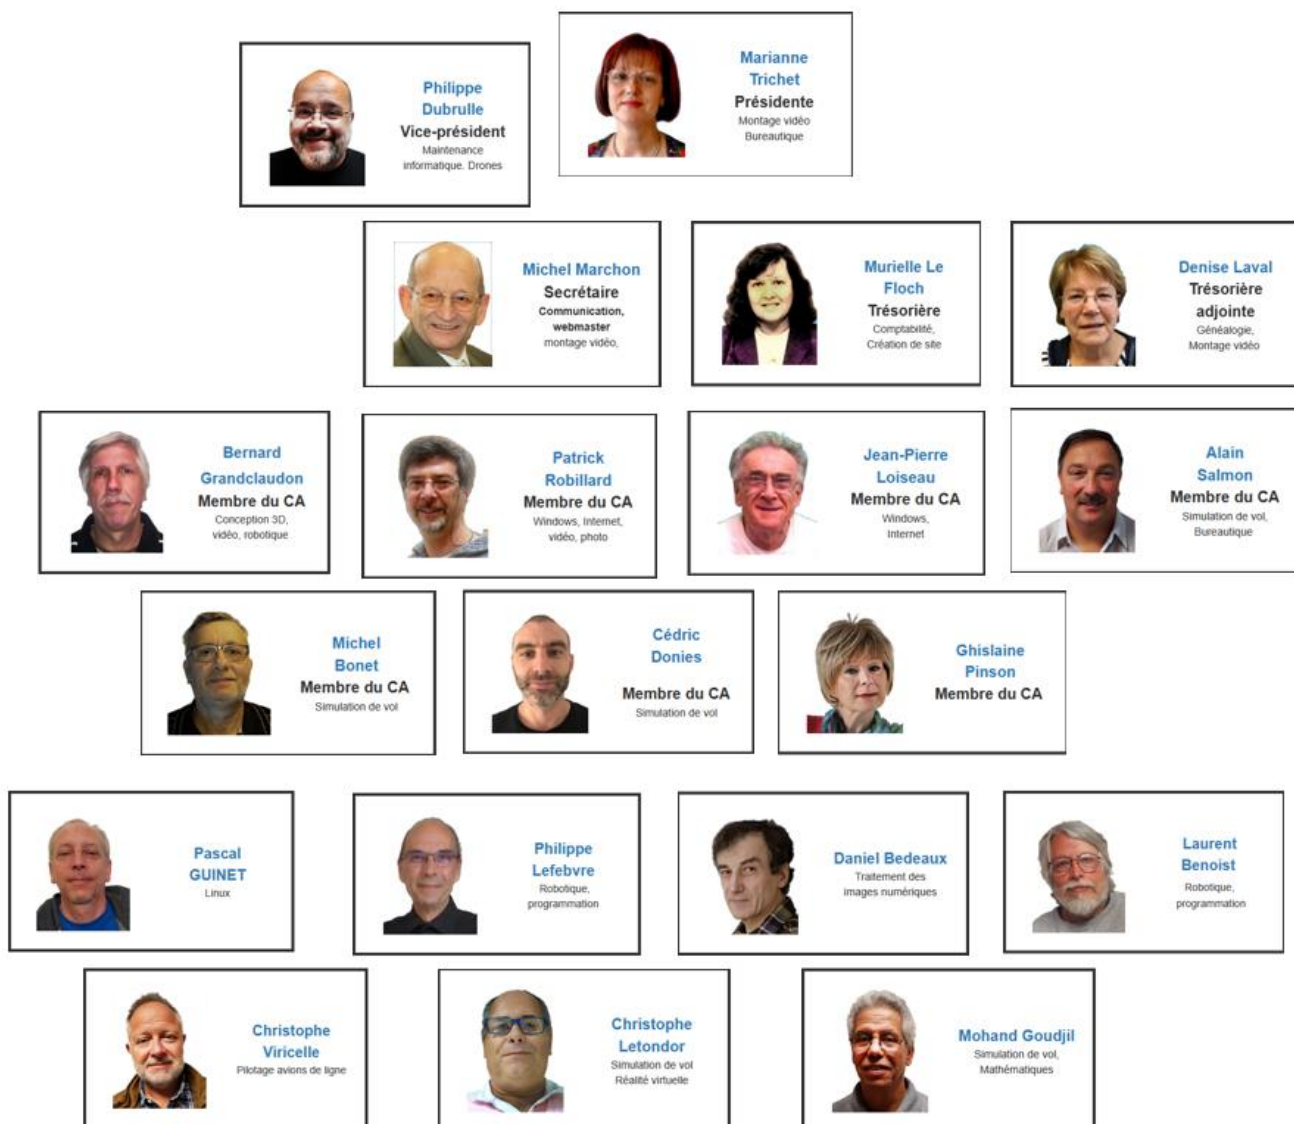 Philippe
Dubrulle
Vice-président
Maintenance
informatique. Drones
Marianne
Trichet
Présidente
Montage vidéo
Bureautique
Michel Marchon
Secrétaire
Communication,
webmaster
montage vidéo,
Murielle Le
Floch
Trésorière
Comptabilité,
Création de site
Denise Laval
Trésorière
adjointe
Généalogie,
Montage vidéo
Bernard
Grandclaudon
Membre du CA
Conception 3D,
vidéo, robotique
Patrick
Robillard
Membre du CA
Windows, Internet,
vidéo, photo
Jean-Pierre
Loiseau
Membre du CA
Windows,
Internet
Alain
Salmon
Membre du CA
Simulation de vol,
Bureautique
Michel
Bonet
Membre du CA
Simulation de vol
Cédric
Donies
Membre du CA
Simulation de vol
Ghislaine
Pinson
Membre du CA
Pascal
GUINET
Linux
Philippe
Lefebvre
Robotique,
programmation
Daniel Bedeaux
Traitement des
images numériques
Laurent
Benoist
Robotique,
programmation
Christophe
Viricelle
Pilotage avions de ligne
Christophe
Letondor
Simulation de vol
Réalité virtuelle
Mohand Goudjil
Simulation de vol,
Mathématiques